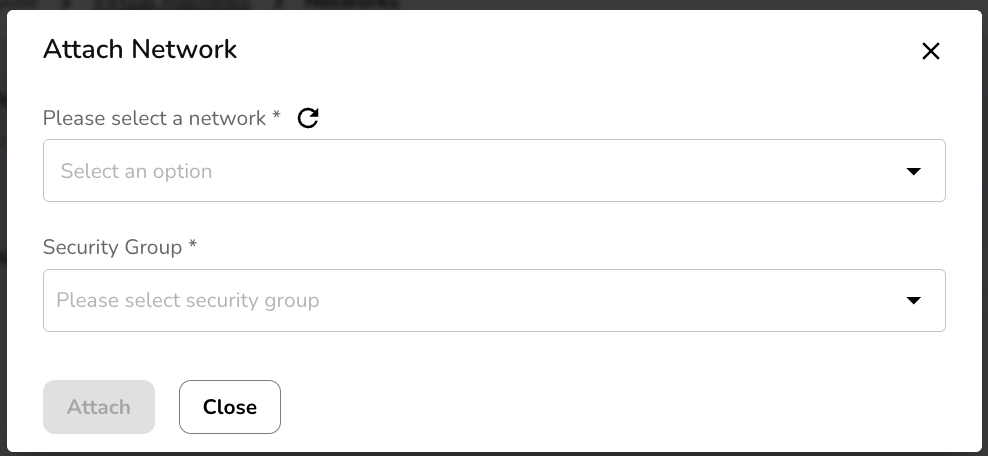 Attach Network
Please select a network *
Select an option
Security Group *
Please select security group
Attach
Close